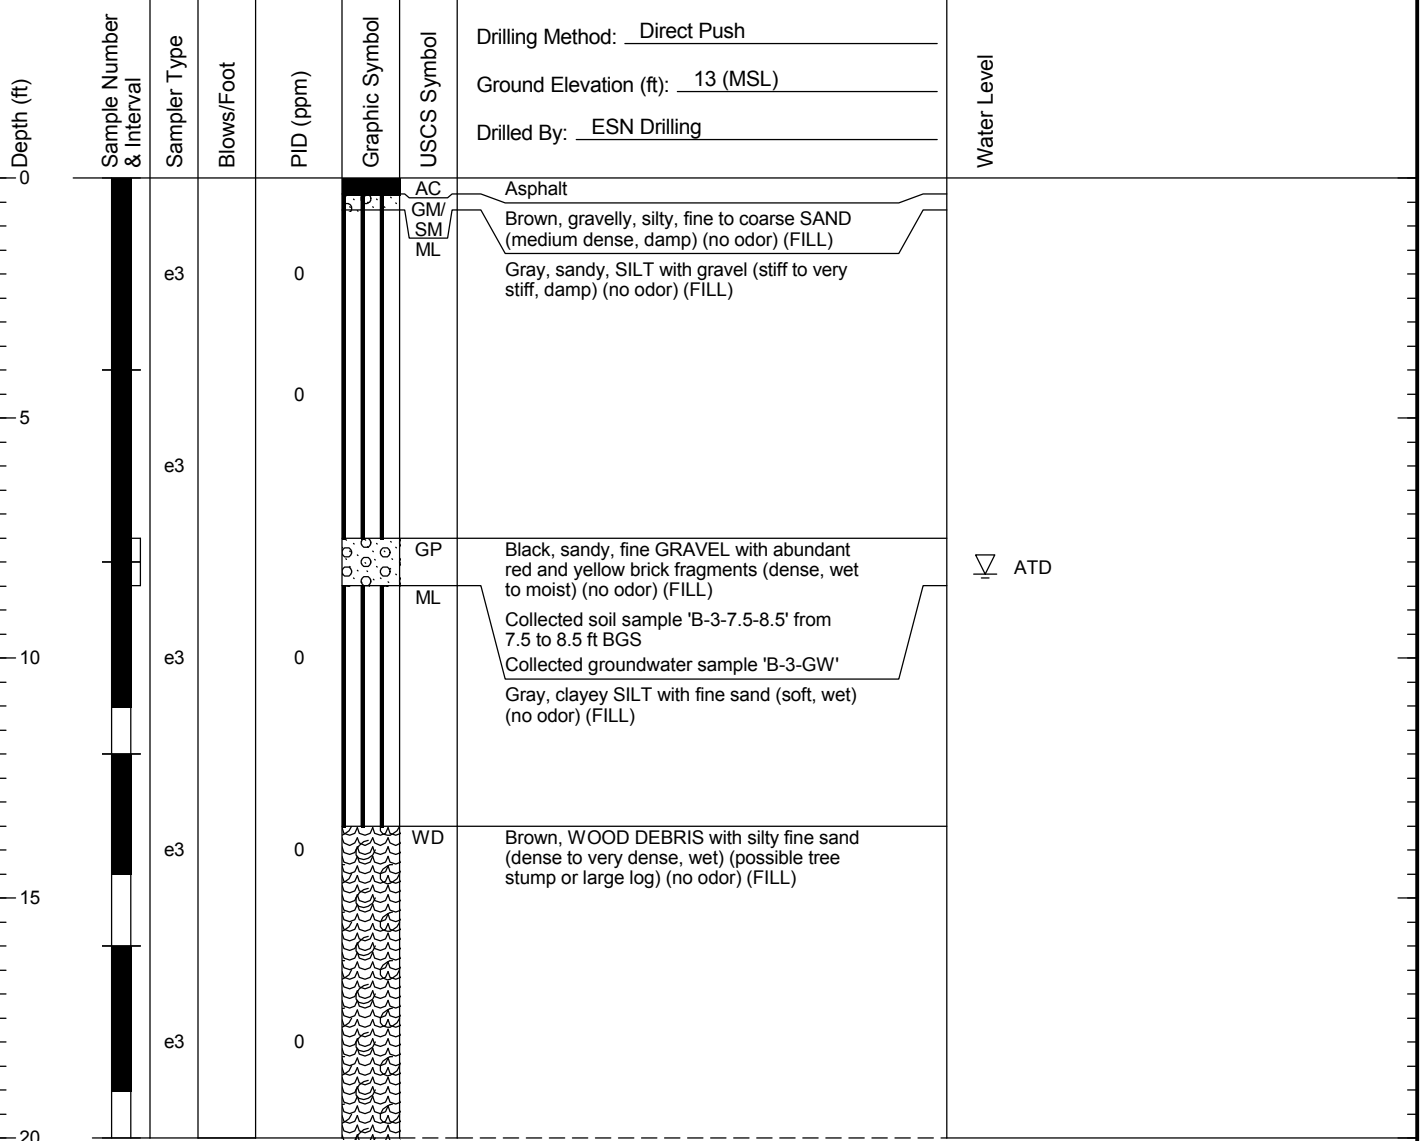 Drilling Method: Direct Push
Ground Elevation (ft): 13 (MSL)
Drilled By: ESN Drilling
Depth (ft)
Sample Number
& Interval
Sampler Type
Blows/Foot
PID (ppm)
Graphic Symbol
USCS Symbol
Water Level
0
AC
Asphalt
GM/
SM
Brown, gravelly, silty, fine to coarse SAND
(medium dense, damp) (no odor) (FILL)
ML
Gray, sandy, SILT with gravel (stiff to very
stiff, damp) (no odor) (FILL)
e3
0
0
5
e3
GP
Black, sandy, fine GRAVEL with abundant
red and yellow brick fragments (dense, wet
to moist) (no odor) (FILL)
ATD
ML
Collected soil sample 'B-3-7.5-8.5' from
7.5 to 8.5 ft BGS
Collected groundwater sample 'B-3-GW'
10
e3
0
Gray, clayey SILT with fine sand (soft, wet)
(no odor) (FILL)
WD
Brown, WOOD DEBRIS with silty fine sand
(dense to very dense, wet) (possible tree
stump or large log) (no odor) (FILL)
e3
0
15
e3
0
20